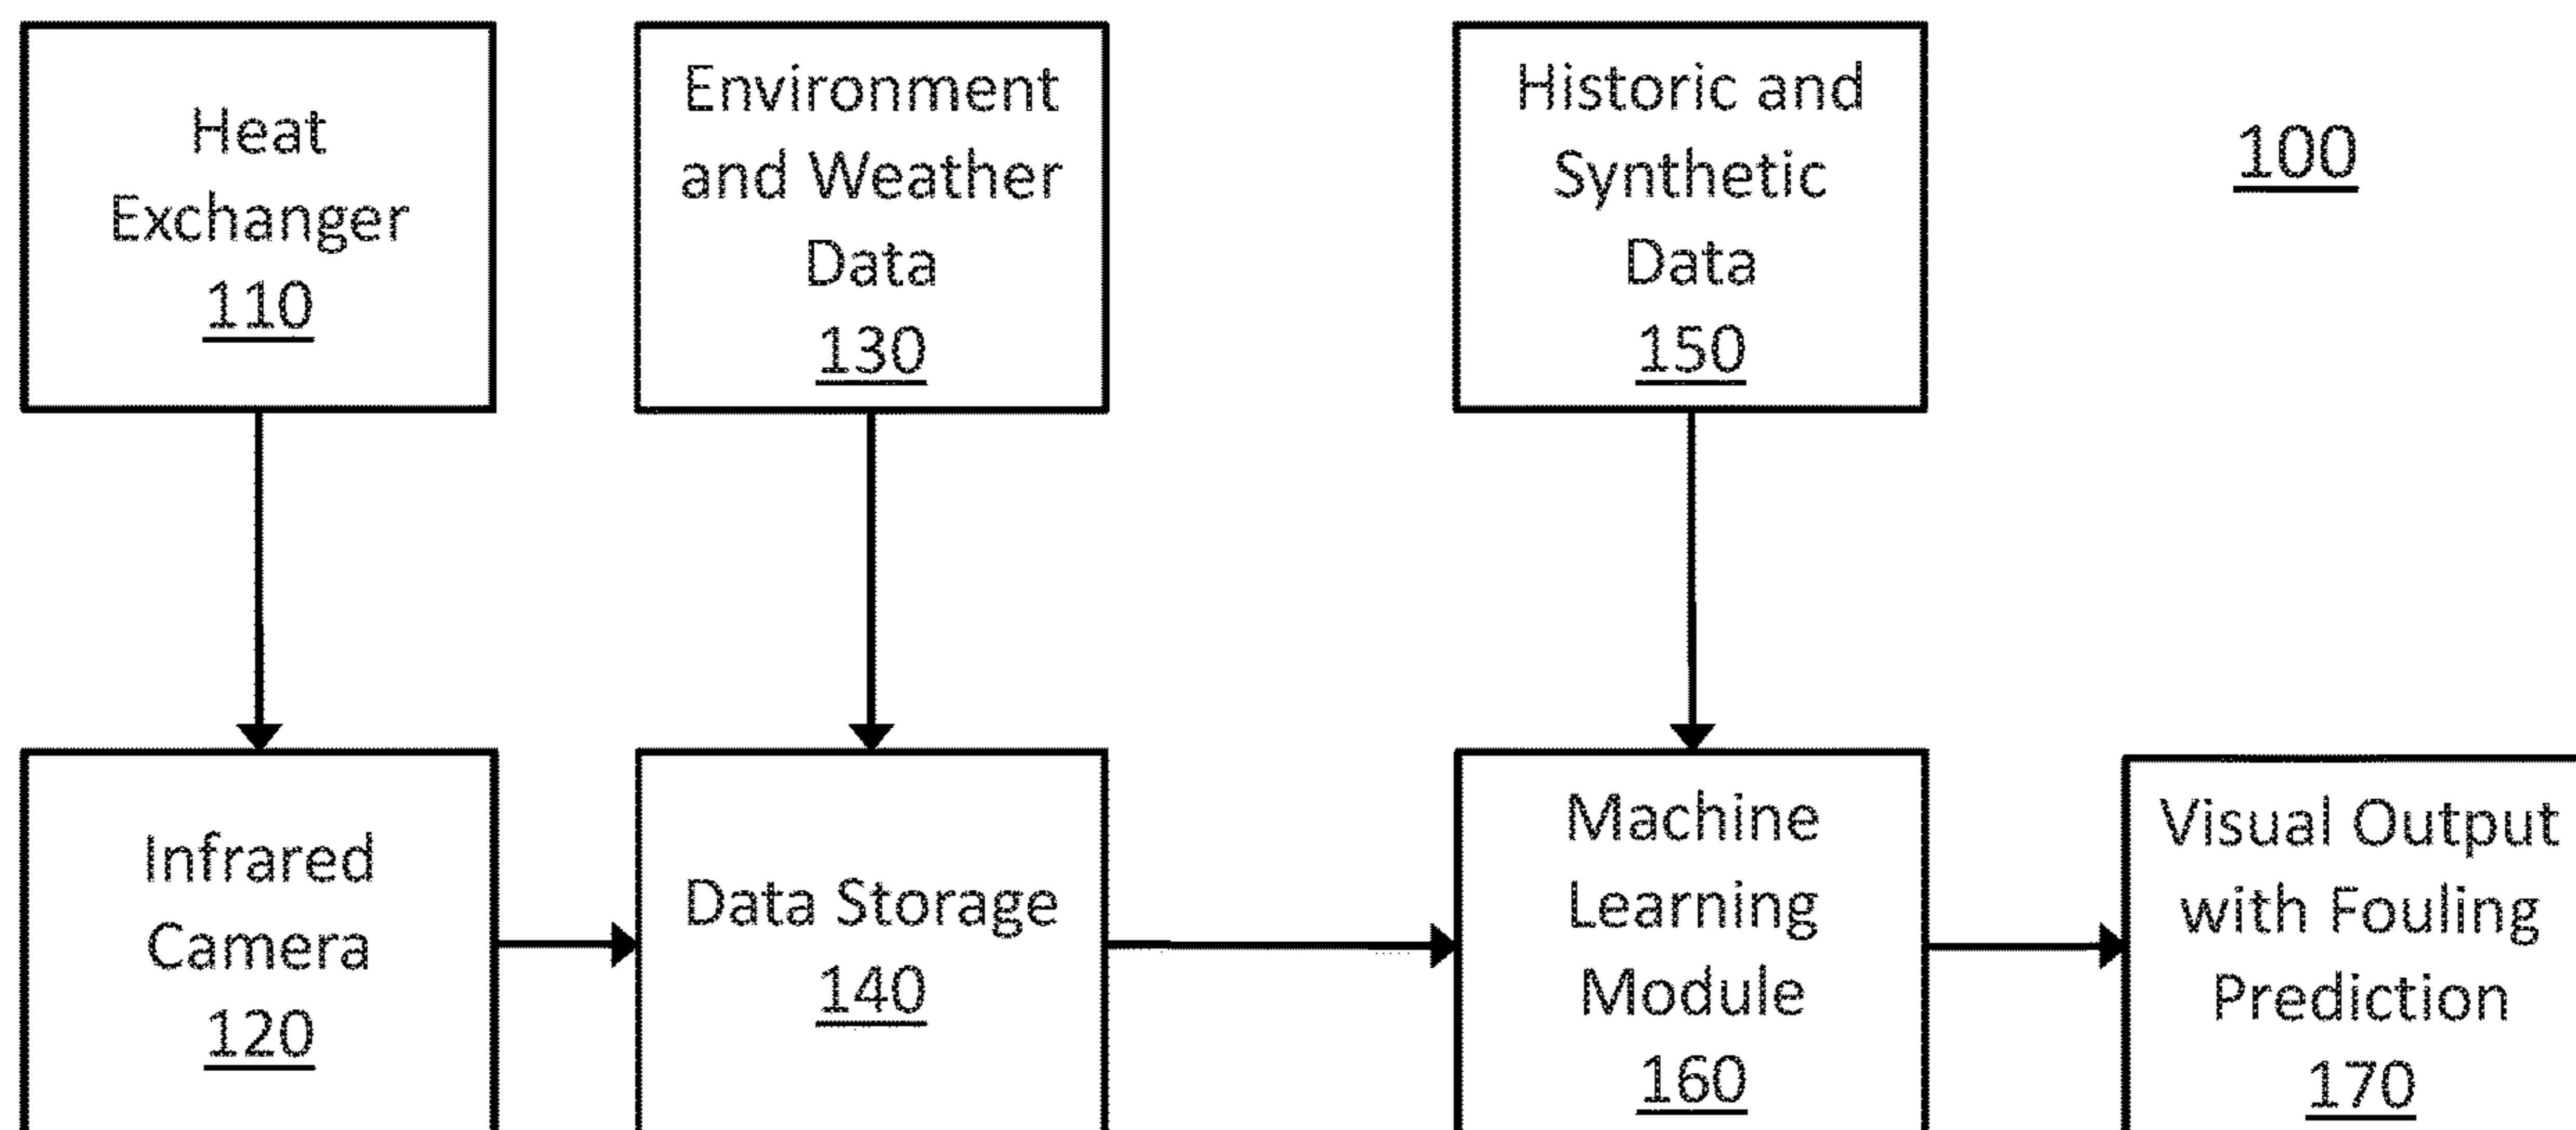 Heat
Exchanger
110
Environment
and Weather
Data
130
Historic and
Synthetic
Data
150
100
Infrared
Camera
120
Data Storage
140
Machine
Learning
Module
160
Visual Output
with Fouling
Prediction
170